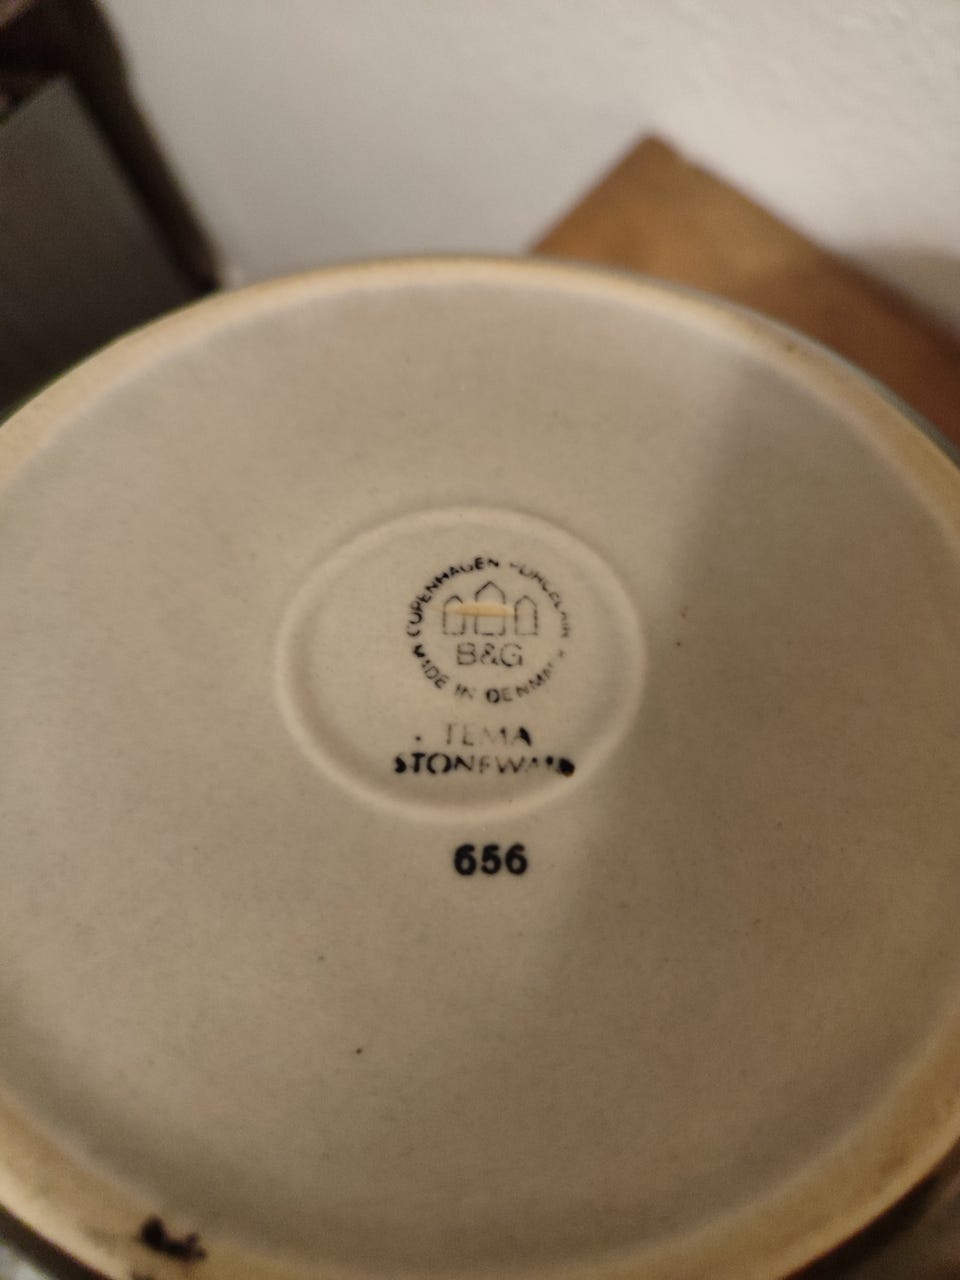 COPENHAGEN PORCELAIN
B&G
MADE IN DENMARK
TEMA
STONEWARE
656